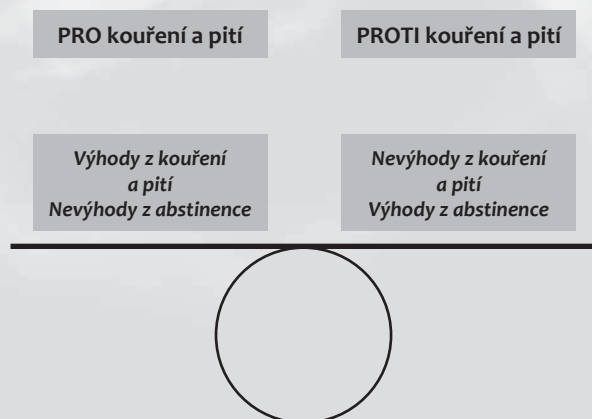 PRO kouření a pití
PROTI kouření a pití
Výhody z kouření
a pití
Nevýhody z abstinence
Nevýhody z kouření
a pití
Výhody z abstinence